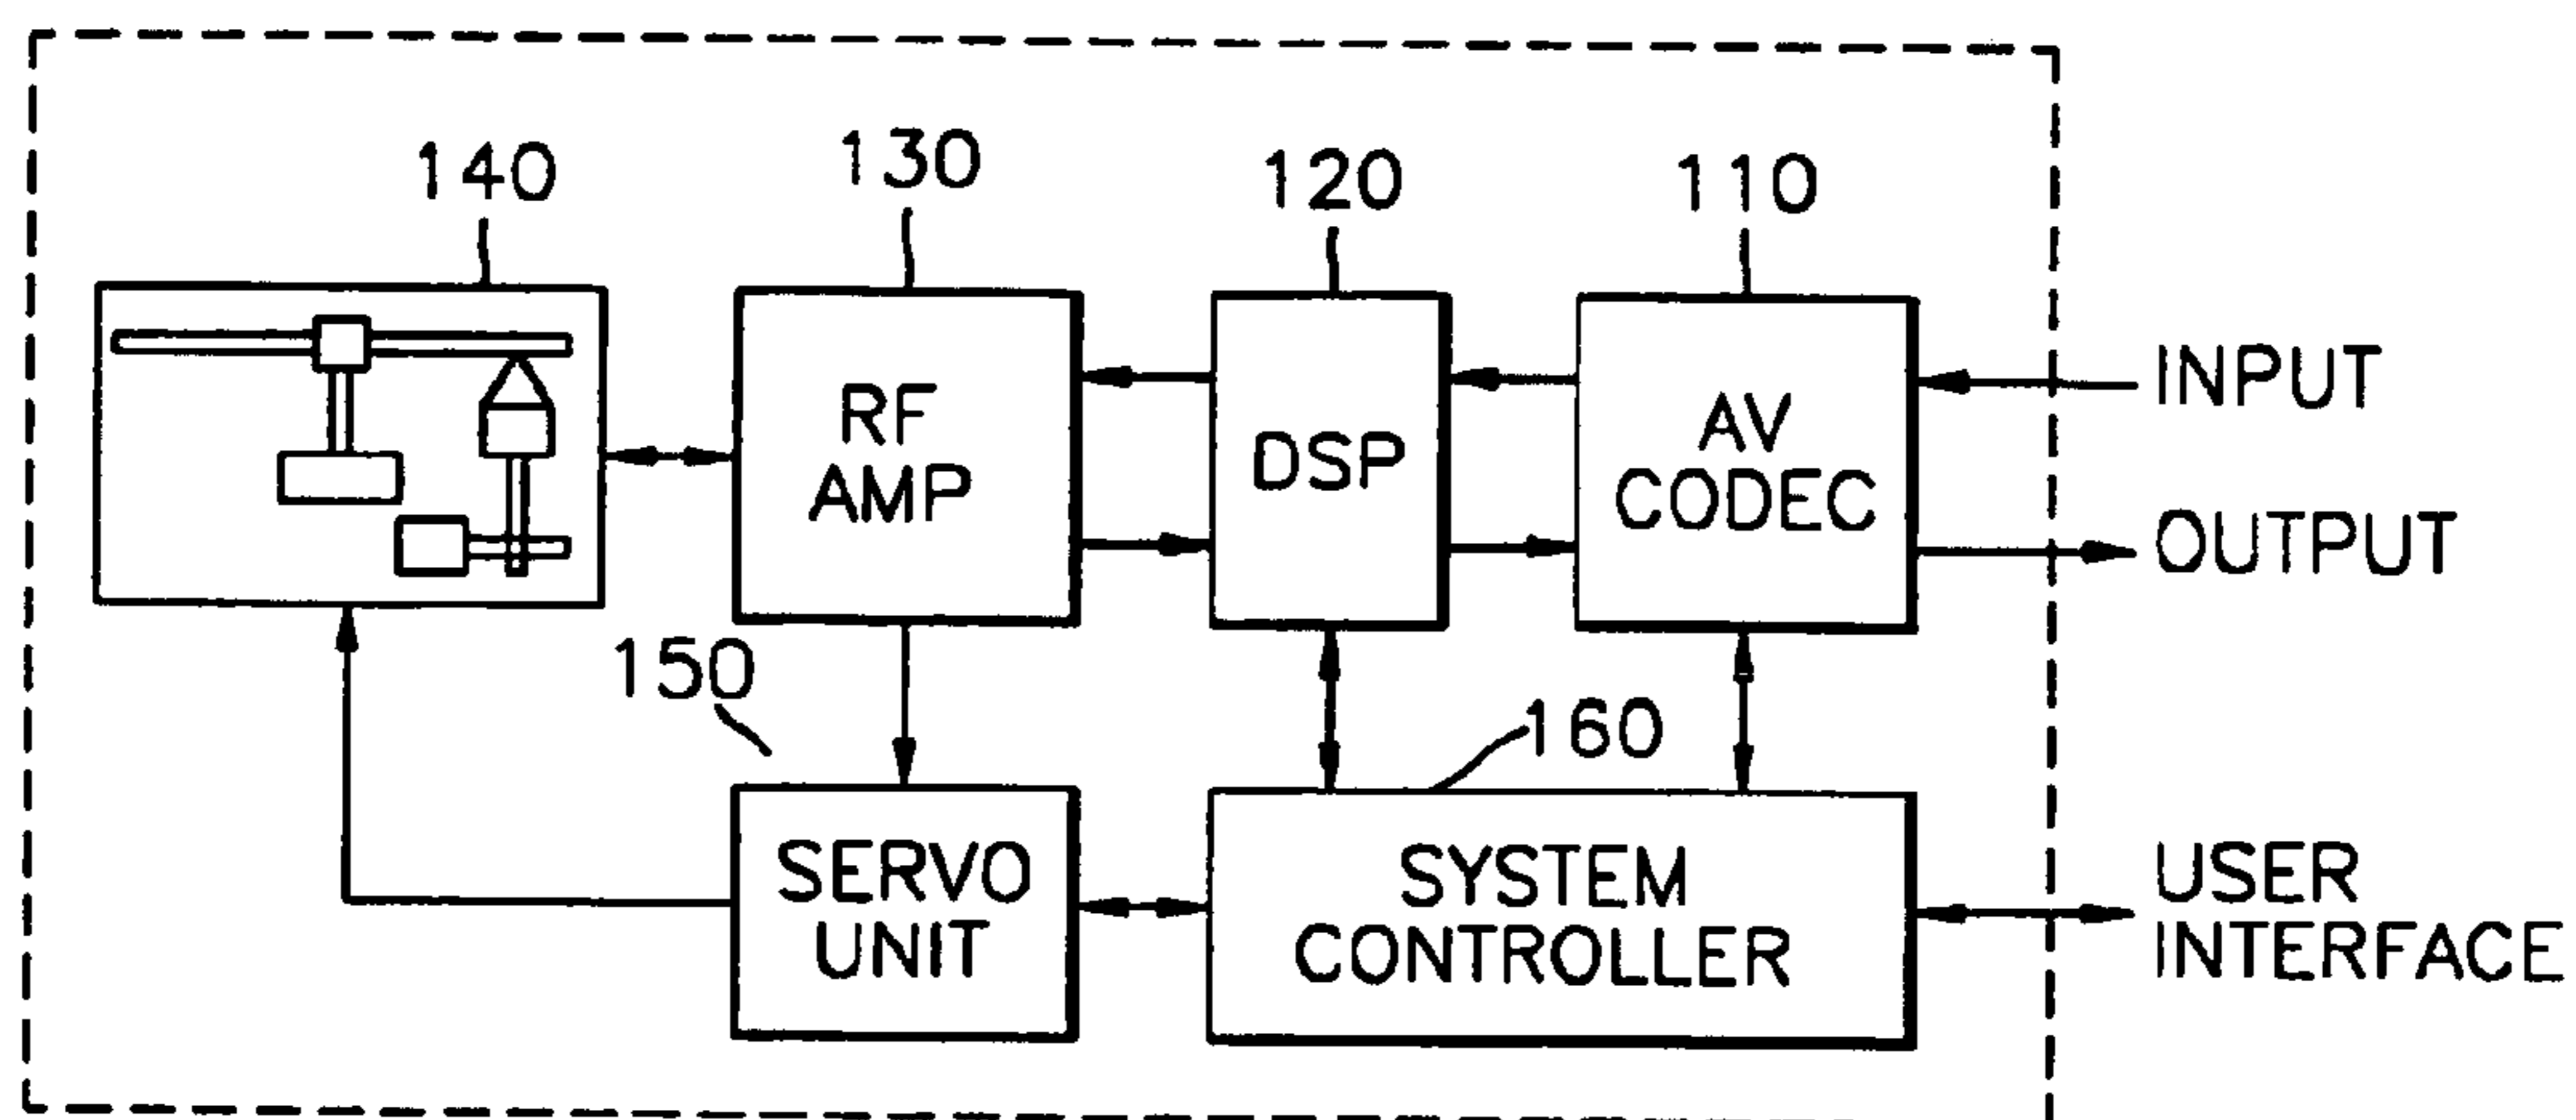 140
130
120
110
RF
AMP
DSP
AV
CODEC
INPUT
OUTPUT
150
160
SERVO
UNIT
SYSTEM
CONTROLLER
USER
INTERFACE